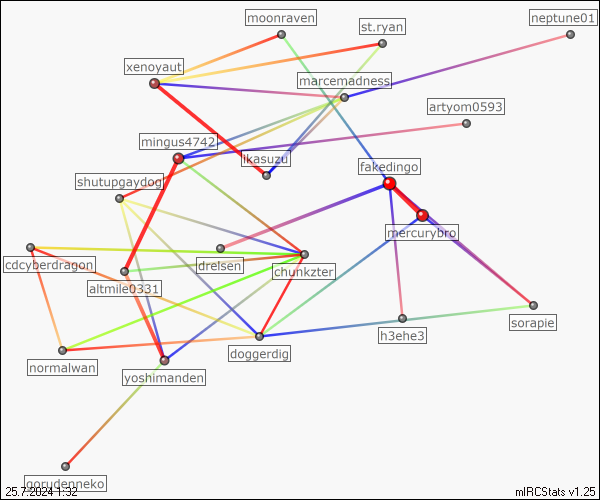 moonraven
neptune01
st.ryan
xenoyaut
marcemadness
artyom0593
mingus4742
ikasuzu
fakedingo
shutupgaydog
mercurybro
cdcyberdragon
drelsen
chunkzter
altmile0331
sorapie
h3ehe3
doggerdig
normalwan
yoshimanden
gorudenneko
25.7.2024 1:32
mIRCStats v1.25